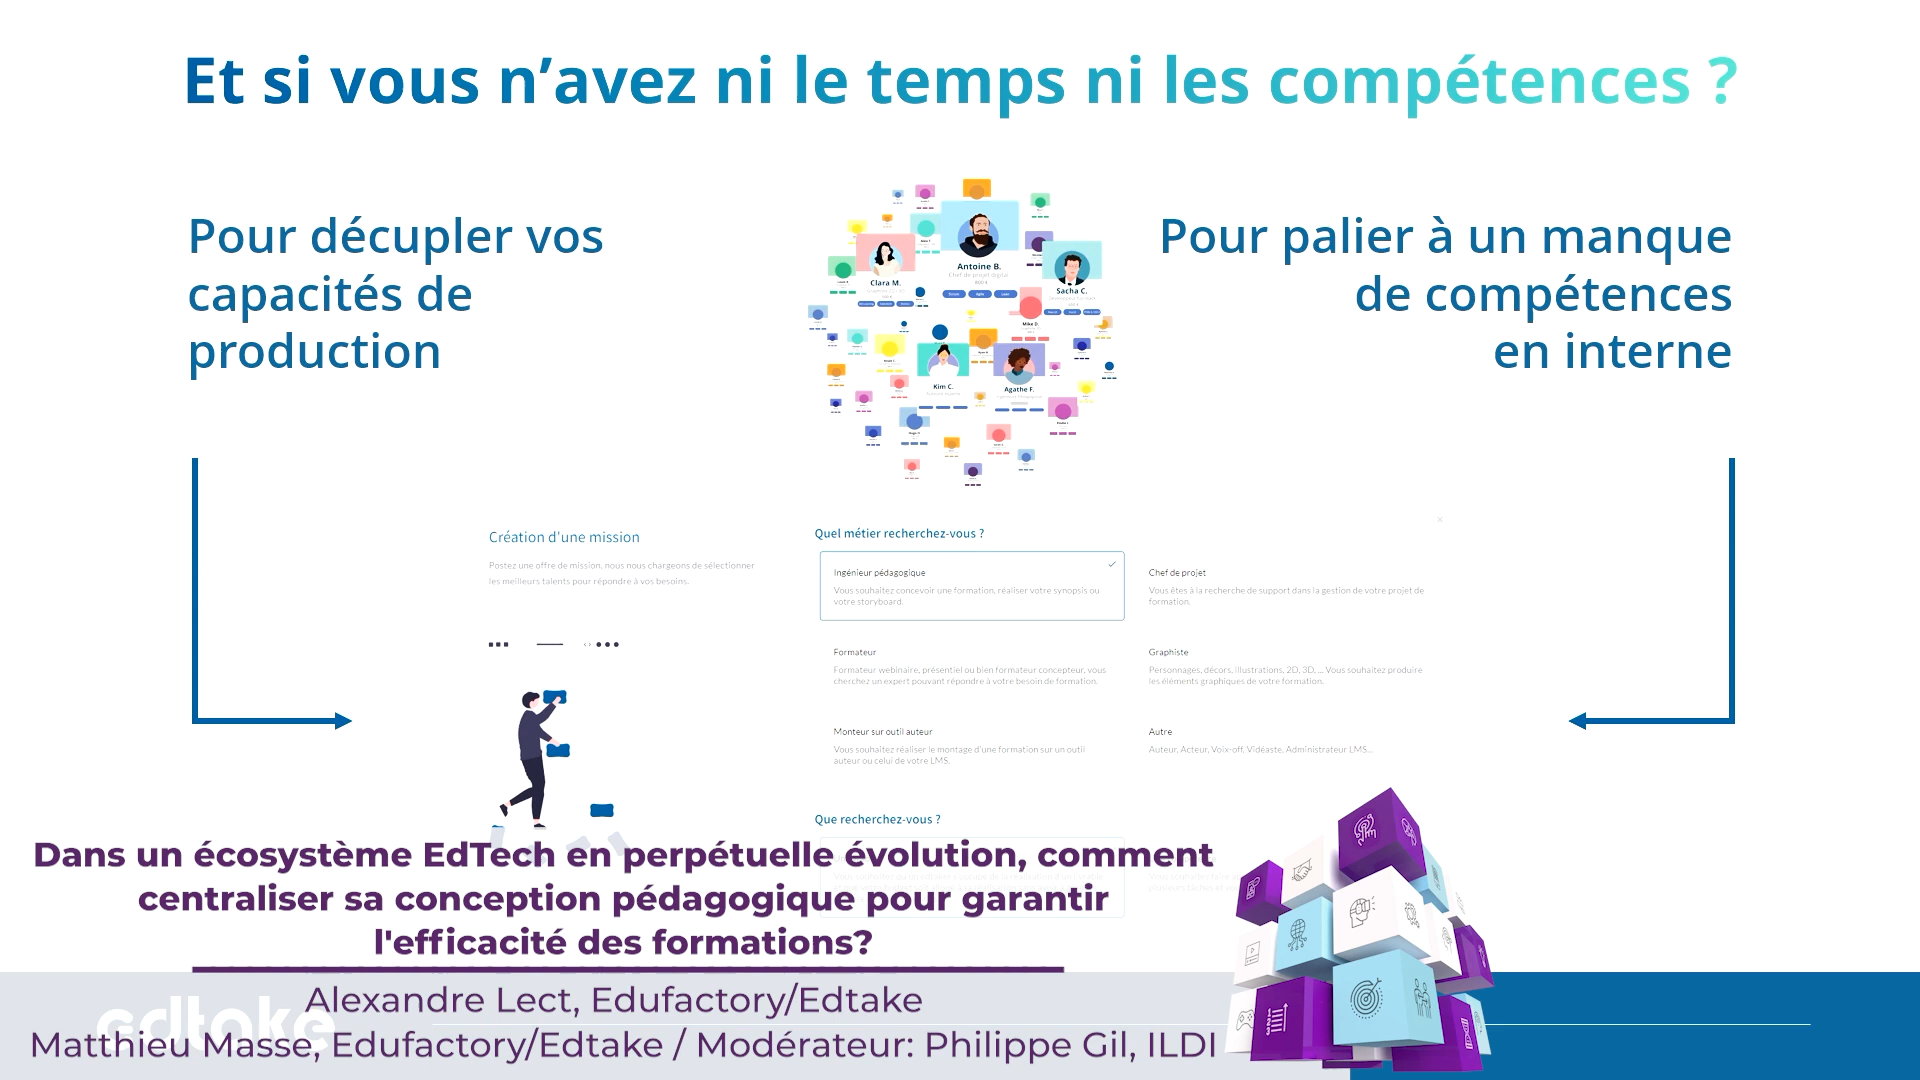 Et si vous n’avez ni le temps ni les compétences ?
Pour décupler vos
capacités de
production
Antoine B.
Chef de projet digital
Clara M.
Sacha C.
Mike D.
Kim C.
Agathe F.
Pour palier à un manque
de compétences
en interne
Création d'une mission
Postez une offre de mission, nous nous chargeons de sélectionner
les meilleurs talents pour répondre à vos besoins.
Quel métier recherchez-vous ?
Ingénieur pédagogique
Vous souhaitez concevoir une formation, réaliser votre synopsis ou
votre storyboard.
Chef de projet
Vous êtes à la recherche de support dans la gestion de votre projet de
formation.
Formateur
Formateur webinaire, présentiel ou bien formateur concepteur, vous
cherchez un expert pouvant répondre à votre besoin de formation.
Graphiste
Personnages, décors, illustrations, 2D, 3D, ... Vous souhaitez produire
les éléments graphiques de votre formation.
Monteur sur outil auteur
Vous souhaitez réaliser le montage d'une formation sur un outil
auteur ou celui de votre LMS.
Autre
Auteur, Acteur, Voix-off, Vidéaste, Administrateur LMS...
Que recherchez-vous ?
Dans un écosystème EdTech en perpétuelle évolution, comment
centraliser sa conception pédagogique pour garantir
l'efficacité des formations?
edtake
Alexandre Lect, Edufactory/Edtake
Matthieu Masse, Edufactory/Edtake / Modérateur: Philippe Gil, ILDI